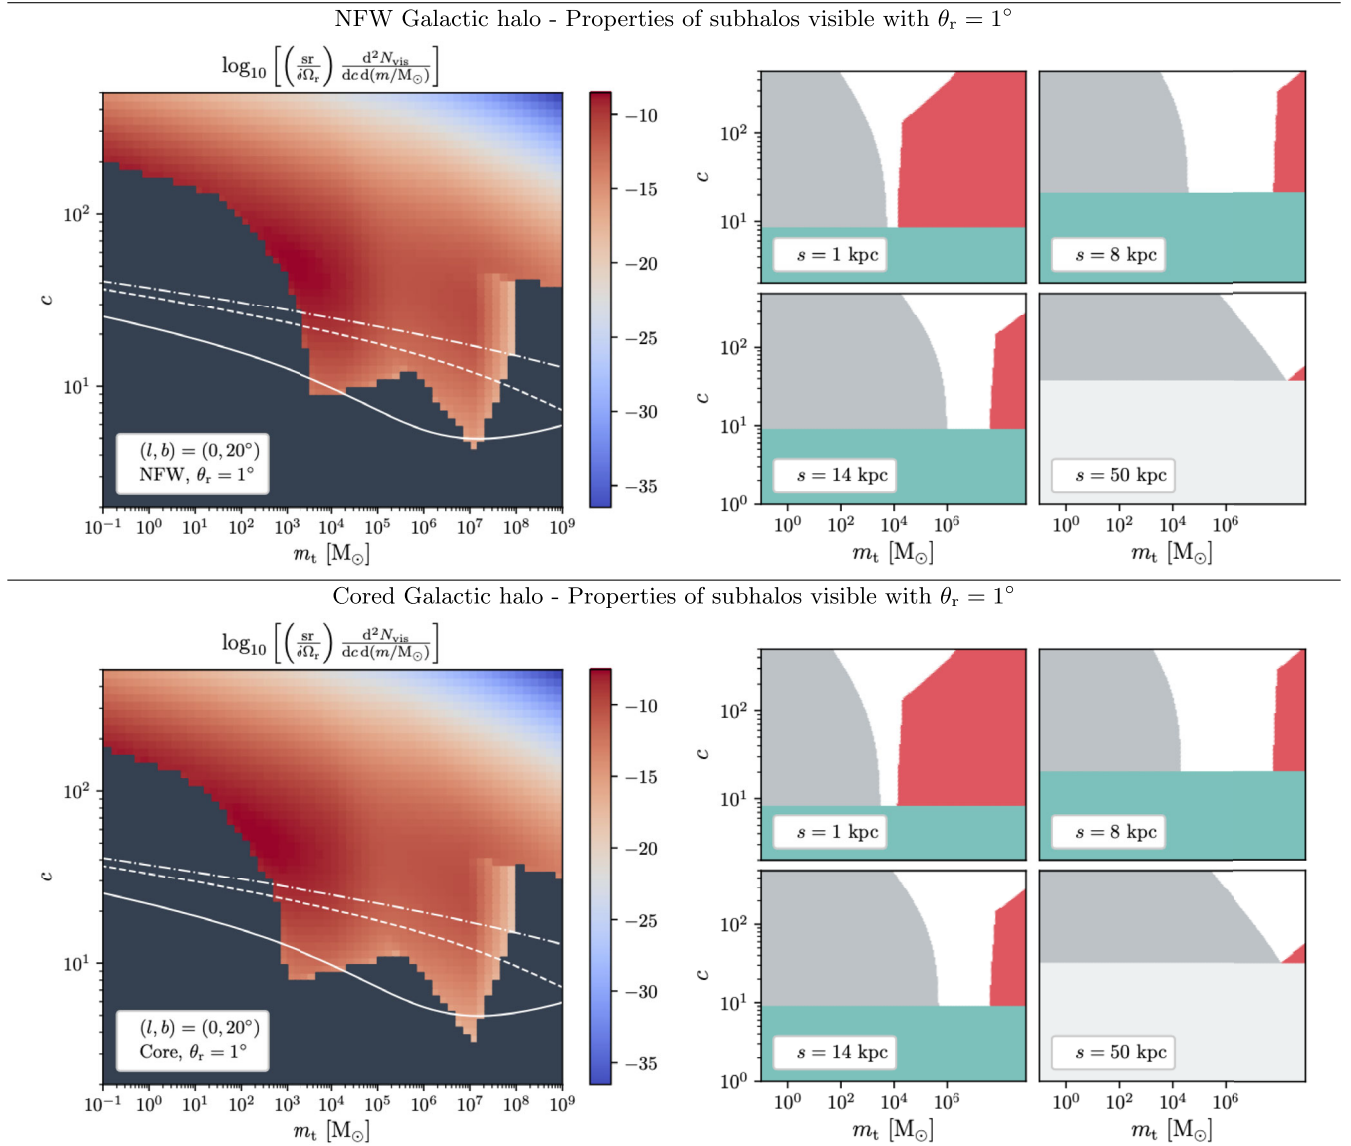 NFW Galactic halo - Properties of subhalos visible with θr = 1°
log10 [(sr/δΩr) d²Nvis/dc d(m/M⊙)]
c
10²
10¹
(l, b) = (0, 20°)
NFW, θr = 1°
10⁻¹ 10⁰ 10¹ 10² 10³ 10⁴ 10⁵ 10⁶ 10⁷ 10⁸ 10⁹
mt [M⊙]
−10
−15
−20
−25
−30
−35
c
10²
10¹
s = 1 kpc
s = 8 kpc
c
10²
10¹
10⁰
s = 14 kpc
s = 50 kpc
10⁰ 10² 10⁴ 10⁶
10⁰ 10² 10⁴ 10⁶
mt [M⊙]
mt [M⊙]
Cored Galactic halo - Properties of subhalos visible with θr = 1°
log10 [(sr/δΩr) d²Nvis/dc d(m/M⊙)]
c
10²
10¹
(l, b) = (0, 20°)
Core, θr = 1°
10⁻¹ 10⁰ 10¹ 10² 10³ 10⁴ 10⁵ 10⁶ 10⁷ 10⁸ 10⁹
mt [M⊙]
−10
−15
−20
−25
−30
−35
c
10²
10¹
s = 1 kpc
s = 8 kpc
c
10²
10¹
10⁰
s = 14 kpc
s = 50 kpc
10⁰ 10² 10⁴ 10⁶
10⁰ 10² 10⁴ 10⁶
mt [M⊙]
mt [M⊙]